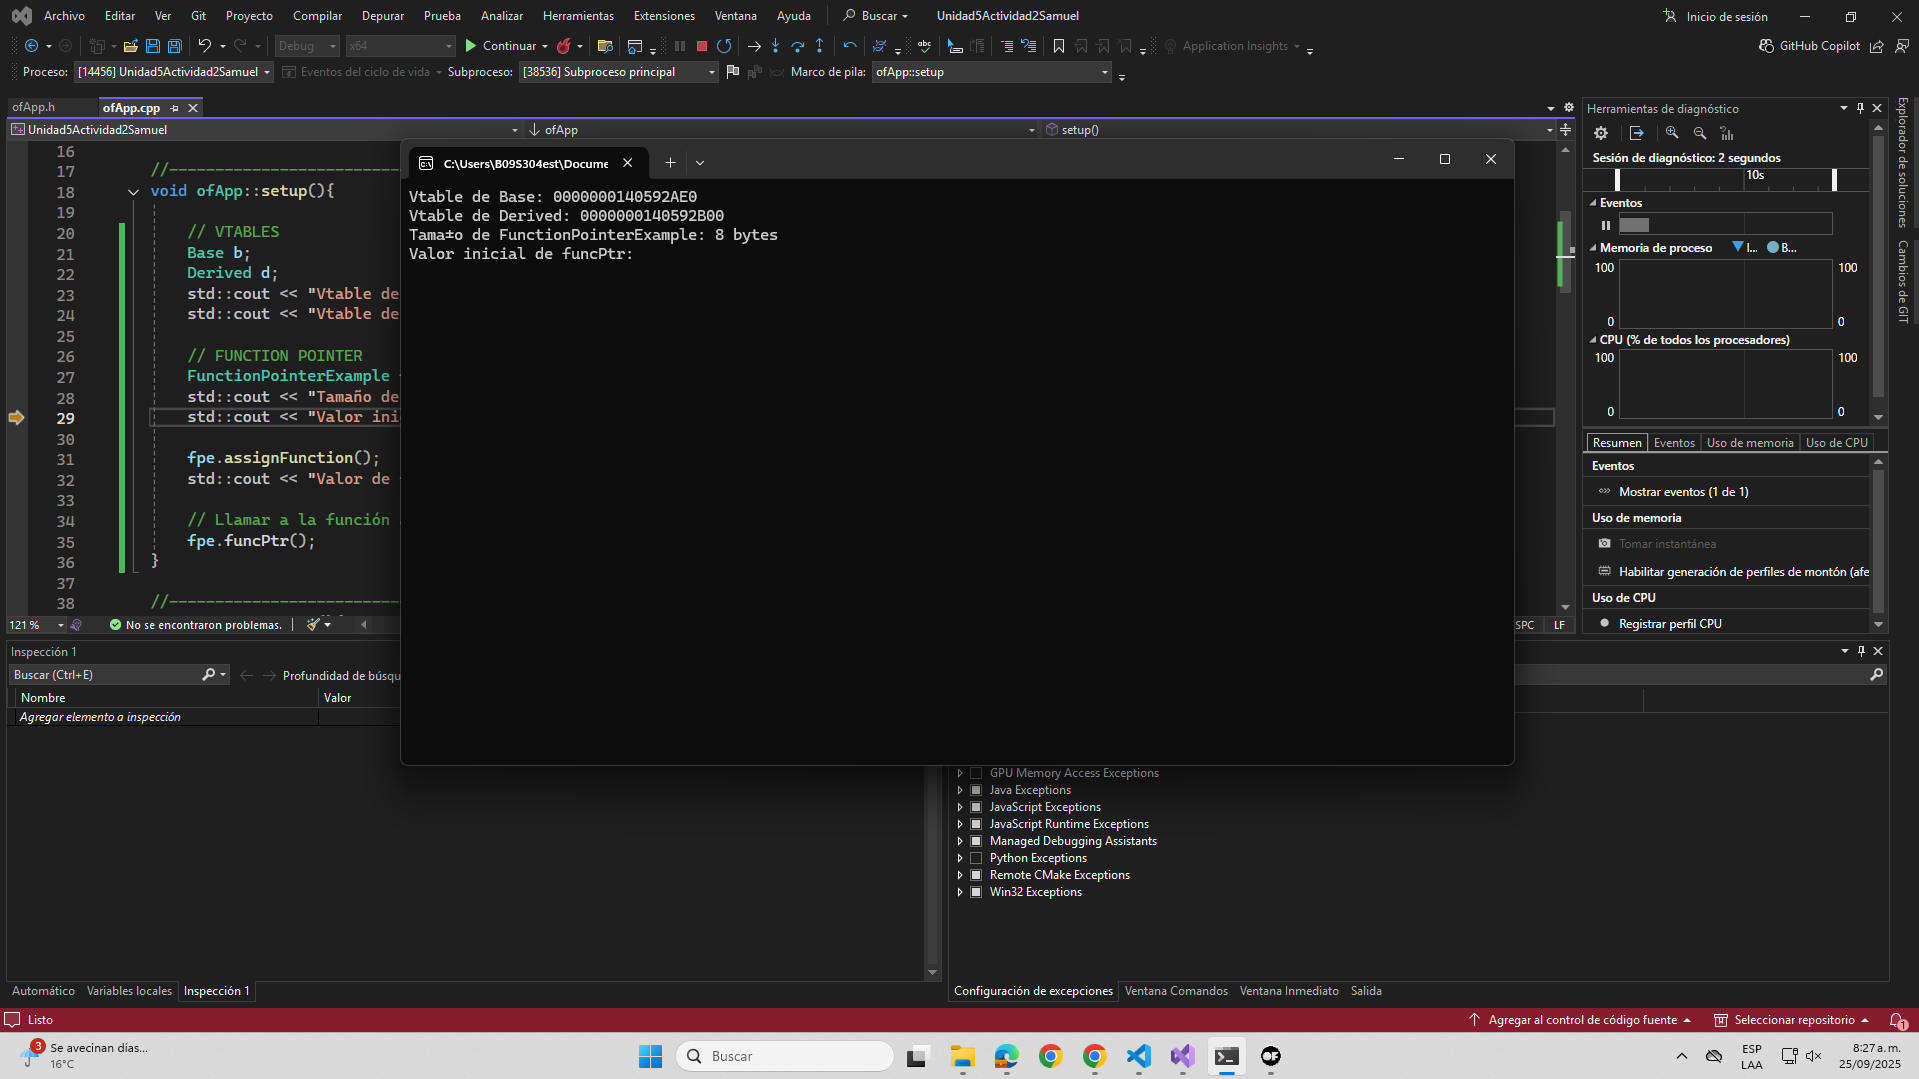 Archivo Editar Ver Git Proyecto Compilar Depurar Prueba Analizar Herramientas Extensiones Ventana Ayuda Buscar Unidad5Actividad2Samuel Inicio de sesión
Debug x64 Continuar Application Insights GitHub Copilot
Proceso: [14456] Unidad5Actividad2Samuel Eventos del ciclo de vida Subproceso: [38536] Subproceso principal Marco de pila: ofApp::setup
ofApp.h ofApp.cpp
Unidad5Actividad2Samuel ofApp setup()
16
17 //-------------------------
18 void ofApp::setup(){
19
20 // VTABLES
21 Base b;
22 Derived d;
23 std::cout << "Vtable de
24 std::cout << "Vtable de
25
26 // FUNCTION POINTER
27 FunctionPointerExample
28 std::cout << "Tamaño de
29 std::cout << "Valor ini
30
31 fpe.assignFunction();
32 std::cout << "Valor de
33
34 // Llamar a la función
35 fpe.funcPtr();
36 }
37
38 //-------------------------
121 % No se encontraron problemas. SPC LF
C:\Users\B09S304est\Docume
Vtable de Base: 0000000140592AE0
Vtable de Derived: 0000000140592B00
Tama±o de FunctionPointerExample: 8 bytes
Valor inicial de funcPtr:
Herramientas de diagnóstico
Sesión de diagnóstico: 2 segundos
10s
Eventos
Memoria de proceso I... B...
100 100
0 0
CPU (% de todos los procesadores)
100 100
0 0
Resumen Eventos Uso de memoria Uso de CPU
Eventos
Mostrar eventos (1 de 1)
Uso de memoria
Tomar instantánea
Habilitar generación de perfiles de montón (afe
Uso de CPU
Registrar perfil CPU
Explorador de soluciones
Cambios de GIT
Inspección 1
Buscar (Ctrl+E) Profundidad de búsqu
Nombre Valor
Agregar elemento a inspección
GPU Memory Access Exceptions
Java Exceptions
JavaScript Exceptions
JavaScript Runtime Exceptions
Managed Debugging Assistants
Python Exceptions
Remote CMake Exceptions
Win32 Exceptions
Automático Variables locales Inspección 1
Configuración de excepciones Ventana Comandos Ventana Inmediato Salida
Listo Agregar al control de código fuente Seleccionar repositorio 1
3 Se avecinan días...
16°C
Buscar
OF
ESP
LAA
8:27 a. m.
25/09/2025